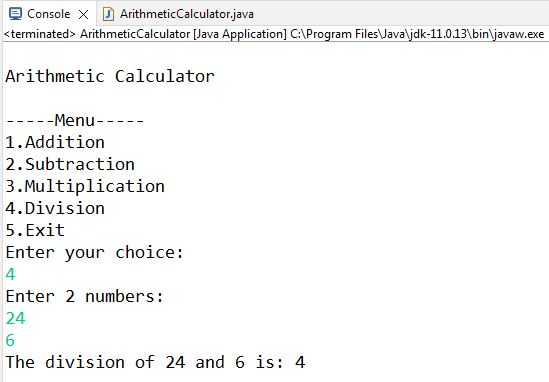 Console ArithmeticCalculator.java
<terminated> ArithmeticCalculator [Java Application] C:\Program Files\Java\jdk-11.0.13\bin\javaw.exe
Arithmetic Calculator
-----Menu-----
1.Addition
2.Subtraction
3.Multiplication
4.Division
5.Exit
Enter your choice:
4
Enter 2 numbers:
24
6
The division of 24 and 6 is: 4